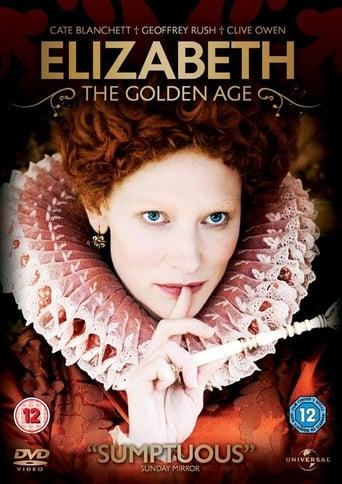 CATE BLANCHETT † GEOFFREY RUSH † CLIVE OWEN
ELIZABETH
THE GOLDEN AGE
12
12
"SUMPTUOUS"
SUNDAY MIRROR
DVD
VIDEO
UNIVERSAL